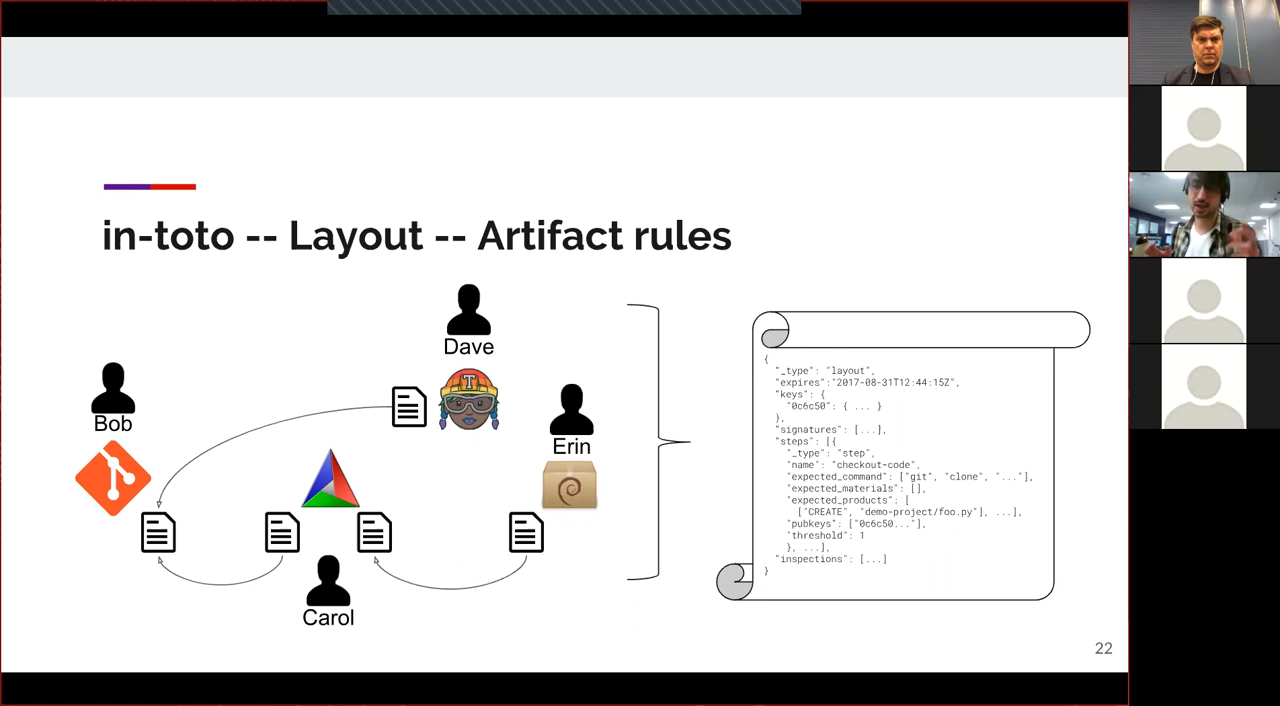 in-toto -- Layout -- Artifact rules
Dave
Bob
Erin
Carol
T
{
"_type": "layout",
"expires":"2017-08-31T12:44:15Z",
"keys": {
"0c6c50": { ... }
},
"signatures": [...],
"steps": [{
"_type": "step",
"name": "checkout-code",
"expected_command": ["git", "clone", "..."],
"expected_materials": [],
"expected_products": [
["CREATE", "demo-project/foo.py"], ...],
"pubkeys": ["0c6c50..."],
"threshold": 1
}, ...],
"inspections": [...]
}
22